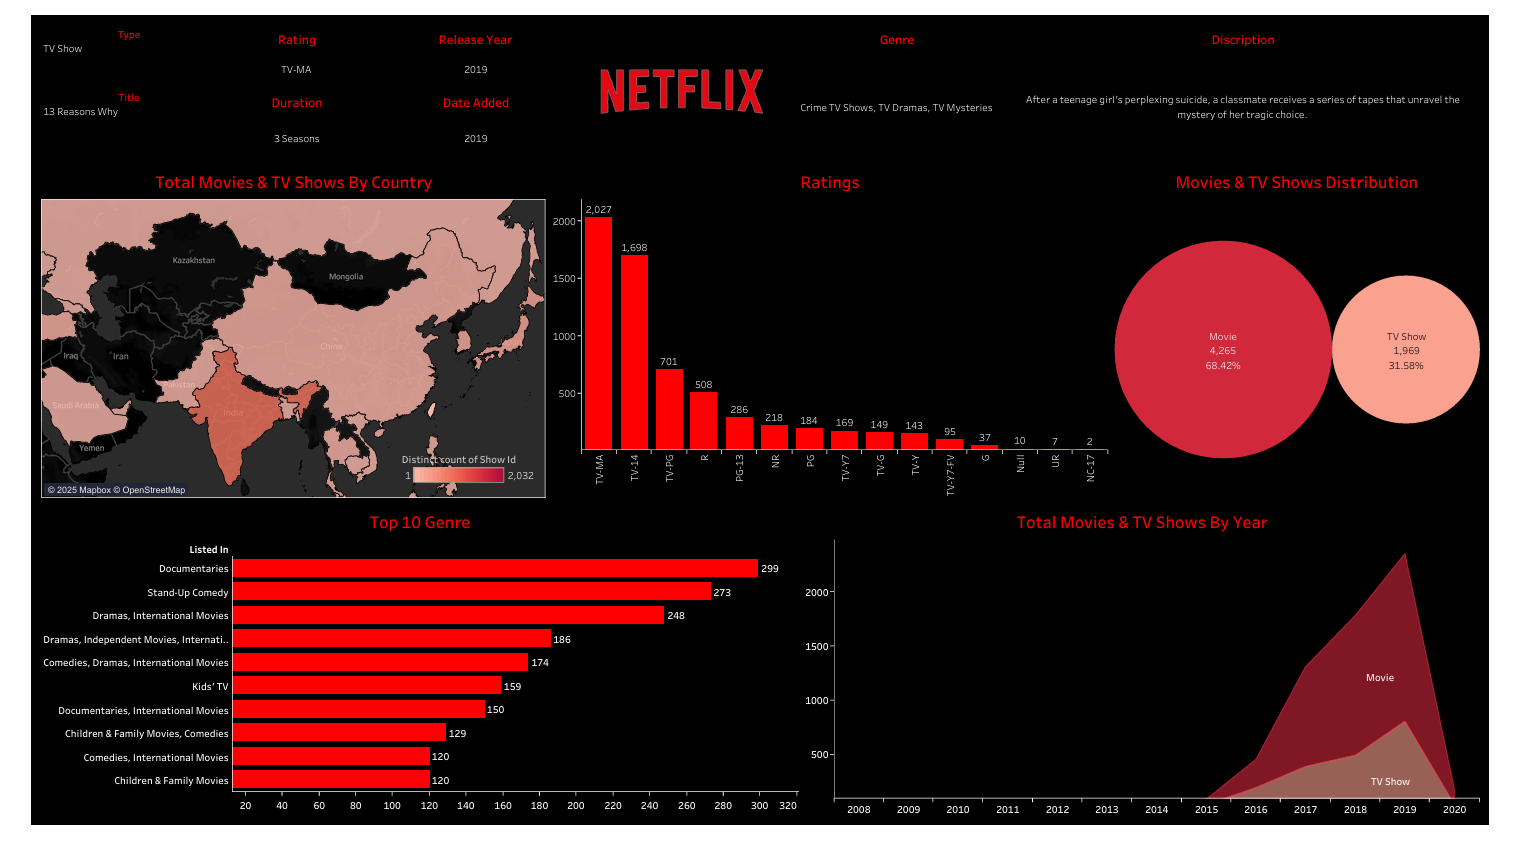 Type
TV Show
Rating
TV-MA
Release Year
2019
Title
13 Reasons Why
Duration
3 Seasons
Date Added
2019
NETFLIX
Genre
Crime TV Shows, TV Dramas, TV Mysteries
Discription
After a teenage girl's perplexing suicide, a classmate receives a series of tapes that unravel the
mystery of her tragic choice.
Total Movies & TV Shows By Country
Kazakhstan
Mongolia
China
Iraq
Iran
Pakistan
Saudi Arabia
India
Yemen
Distinct count of Show Id
1
2,032
© 2025 Mapbox © OpenStreetMap
Ratings
2000
1500
1000
500
2,027
1,698
701
508
286
218
184
169
149
143
95
37
10
7
2
TV-MA
TV-14
TV-PG
R
PG-13
NR
PG
TV-Y7
TV-G
TV-Y
TV-Y7-FV
G
Null
UR
NC-17
Movies & TV Shows Distribution
Movie
4,265
68.42%
TV Show
1,969
31.58%
Top 10 Genre
Listed In
Documentaries 299
Stand-Up Comedy 273
Dramas, International Movies 248
Dramas, Independent Movies, Internati.. 186
Comedies, Dramas, International Movies 174
Kids' TV 159
Documentaries, International Movies 150
Children & Family Movies, Comedies 129
Comedies, International Movies 120
Children & Family Movies 120
20 40 60 80 100 120 140 160 180 200 220 240 260 280 300 320
Total Movies & TV Shows By Year
2000
1500
1000
500
Movie
TV Show
2008 2009 2010 2011 2012 2013 2014 2015 2016 2017 2018 2019 2020